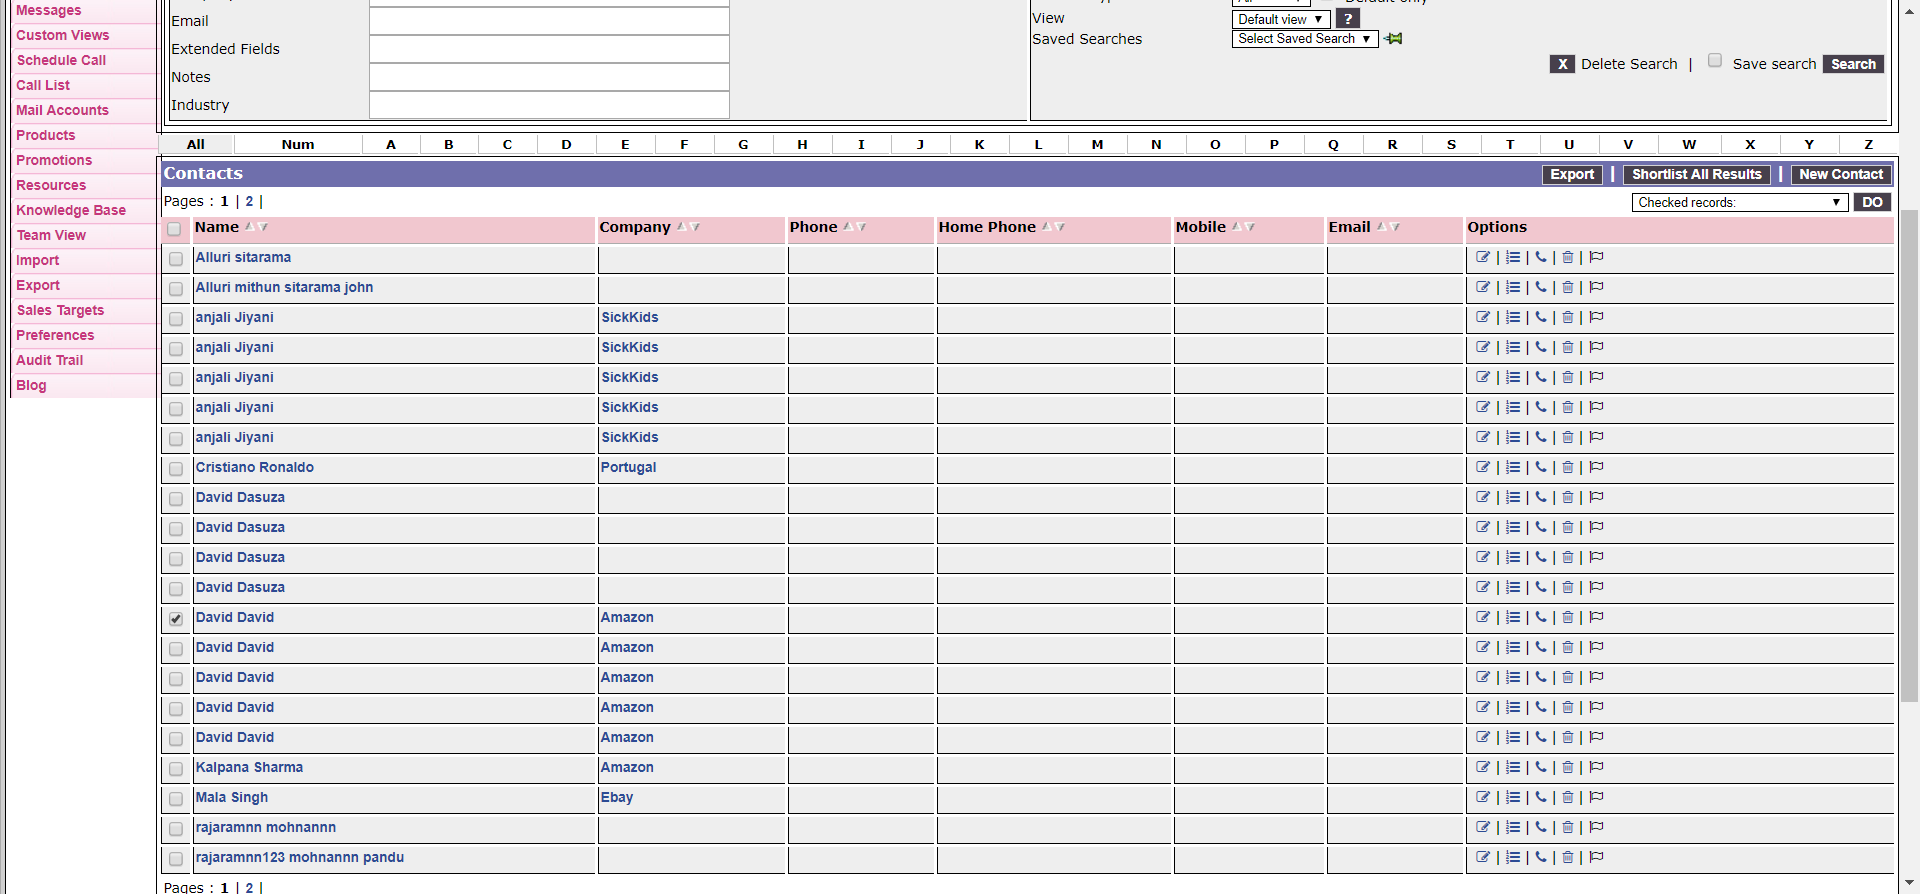 Messages
Custom Views
Schedule Call
Call List
Mail Accounts
Products
Promotions
Resources
Knowledge Base
Team View
Import
Export
Sales Targets
Preferences
Audit Trail
Blog
Email
Extended Fields
Notes
Industry
View Default view ?
Saved Searches Select Saved Search
X Delete Search | Save search Search
All Num A B C D E F G H I J K L M N O P Q R S T U V W X Y Z
Contacts Export | Shortlist All Results | New Contact
Pages : 1 | 2 | Checked records: DO
Name Company Phone Home Phone Mobile Email Options
Alluri sitarama
Alluri mithun sitarama john
anjali Jiyani SickKids
anjali Jiyani SickKids
anjali Jiyani SickKids
anjali Jiyani SickKids
anjali Jiyani SickKids
Cristiano Ronaldo Portugal
David Dasuza
David Dasuza
David Dasuza
David Dasuza
David David Amazon
David David Amazon
David David Amazon
David David Amazon
David David Amazon
Kalpana Sharma Amazon
Mala Singh Ebay
rajaramnn mohnannn
rajaramnn123 mohnannn pandu
Pages : 1 | 2 |